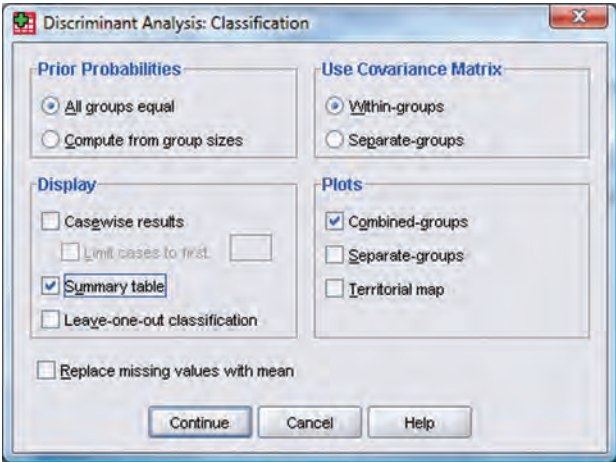 Discriminant Analysis: Classification
Prior Probabilities
All groups equal
Compute from group sizes
Use Covariance Matrix
Within-groups
Separate-groups
Display
Casewise results
Limit cases to first:
Summary table
Leave-one-out classification
Plots
Combined-groups
Separate-groups
Territorial map
Replace missing values with mean
Continue
Cancel
Help